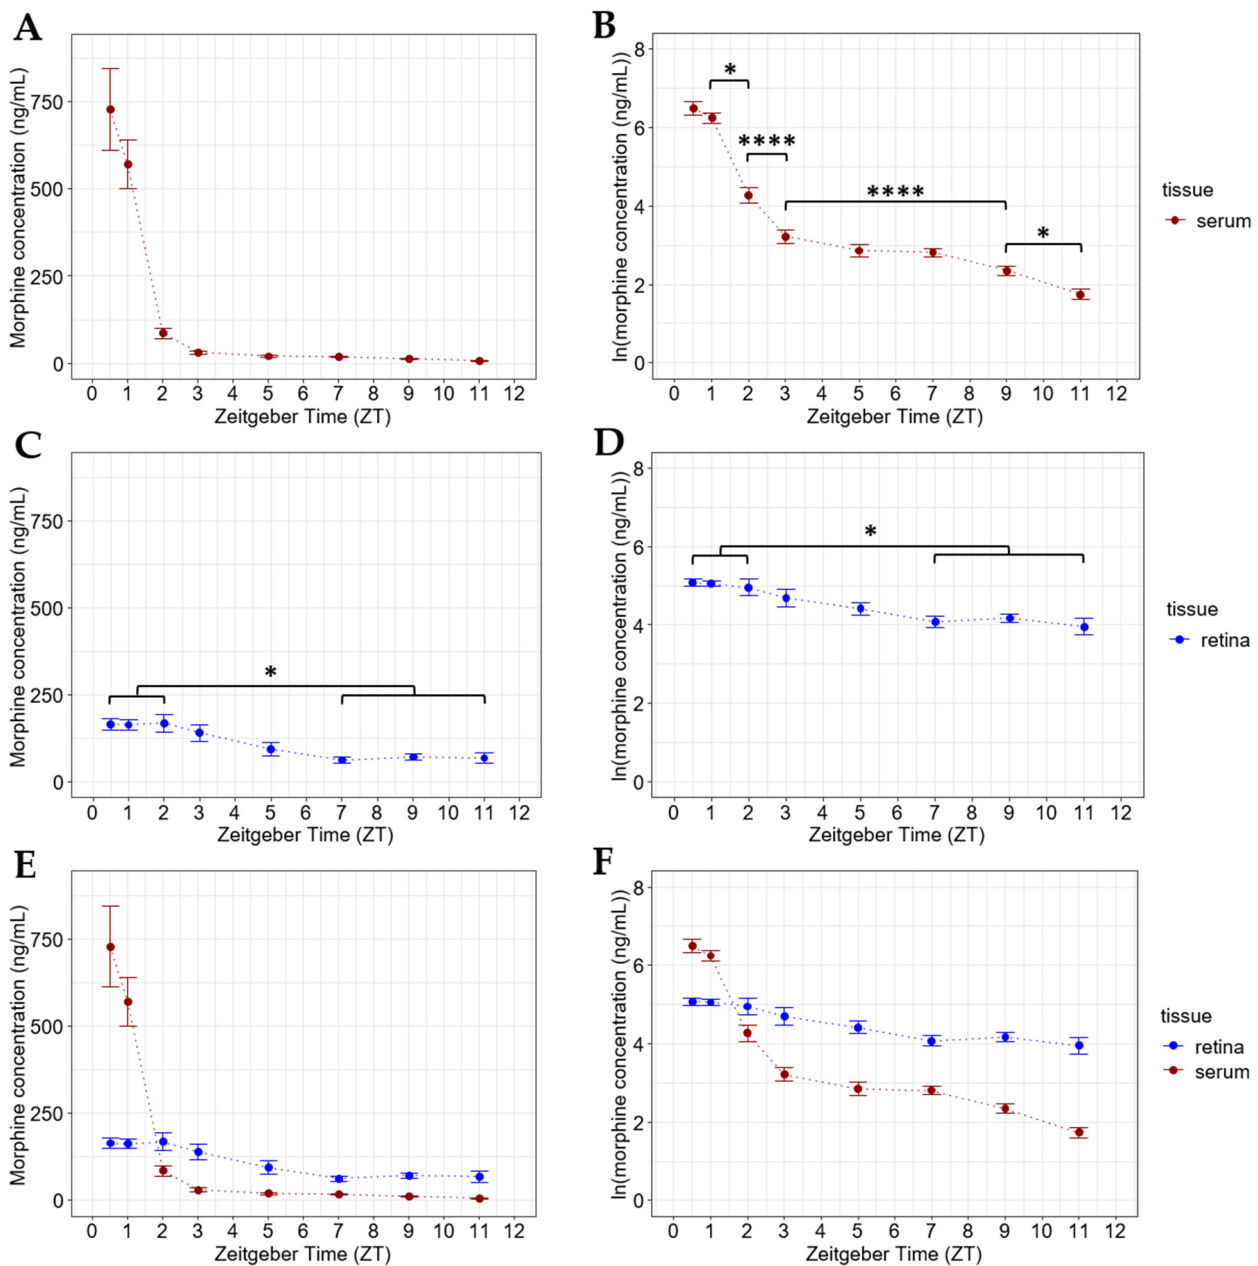 A
Morphine concentration (ng/mL)
750
500
250
0
0 1 2 3 4 5 6 7 8 9 10 11 12
Zeitgeber Time (ZT)
B
ln(morphine concentration (ng/mL))
8
6
4
2
0
*
****
****
*
0 1 2 3 4 5 6 7 8 9 10 11 12
Zeitgeber Time (ZT)
tissue
serum
C
Morphine concentration (ng/mL)
750
500
250
0
*
0 1 2 3 4 5 6 7 8 9 10 11 12
Zeitgeber Time (ZT)
D
ln(morphine concentration (ng/mL))
8
6
4
2
0
*
0 1 2 3 4 5 6 7 8 9 10 11 12
Zeitgeber Time (ZT)
tissue
retina
E
Morphine concentration (ng/mL)
750
500
250
0
0 1 2 3 4 5 6 7 8 9 10 11 12
Zeitgeber Time (ZT)
F
ln(morphine concentration (ng/mL))
8
6
4
2
0
0 1 2 3 4 5 6 7 8 9 10 11 12
Zeitgeber Time (ZT)
tissue
retina
serum